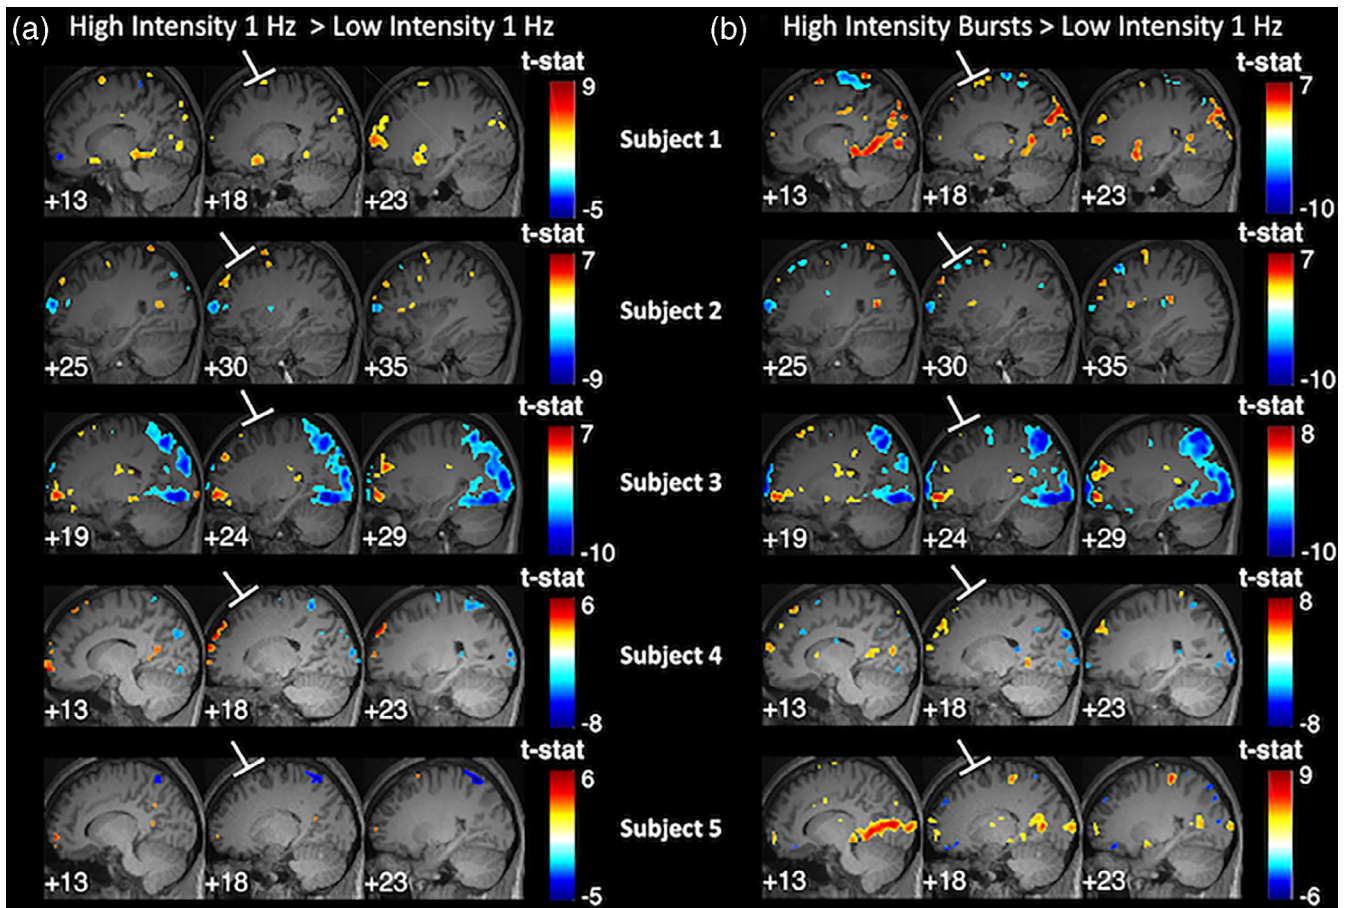 (a) High Intensity 1 Hz > Low Intensity 1 Hz
(b) High Intensity Bursts > Low Intensity 1 Hz
t-stat
9
-5
+13 +18 +23
Subject 1
t-stat
7
-10
+13 +18 +23
t-stat
7
-9
+25 +30 +35
Subject 2
t-stat
7
-10
+25 +30 +35
t-stat
7
-10
+19 +24 +29
Subject 3
t-stat
8
-10
+19 +24 +29
t-stat
6
-8
+13 +18 +23
Subject 4
t-stat
8
-8
+13 +18 +23
t-stat
6
-5
+13 +18 +23
Subject 5
t-stat
9
-6
+13 +18 +23